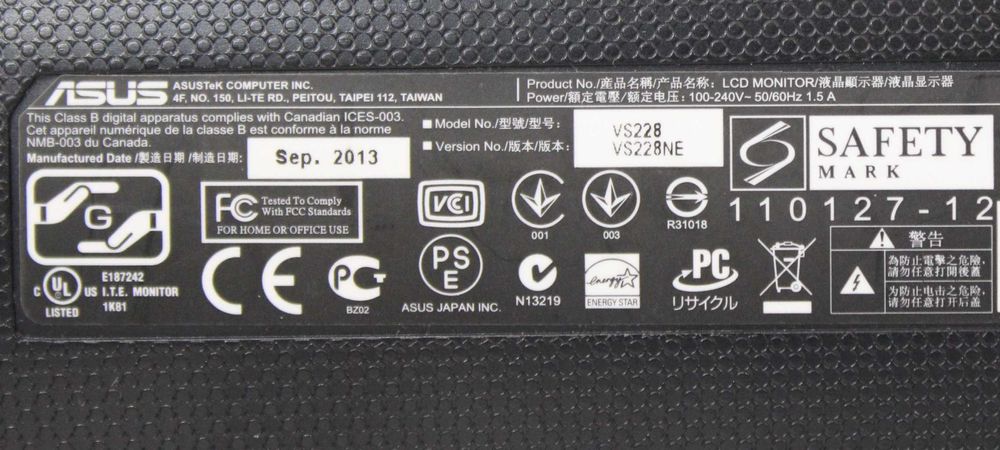 ASUS
ASUSTeK COMPUTER INC.
4F, NO. 150, LI-TE RD., PEITOU, TAIPEI 112, TAIWAN
Product No./產品名稱/产品名称: LCD MONITOR/液晶顯示器/液晶显示器
Power/額定電壓/额定电压: 100-240V~ 50/60Hz 1.5 A
This Class B digital apparatus complies with Canadian ICES-003.
Cet appareil numérique de la classe B est conforme à la norme
NMB-003 du Canada.
Manufactured Date /製造日期 /制造日期:
Sep. 2013
Model No./型號/型号:
VS228
Version No./版本/版本:
VS228NE
S
SAFETY
MARK
110127-12
G
FC Tested To Comply
With FCC Standards
FOR HOME OR OFFICE USE
VCI
001
003
R31018
警告
為防止電擊之危險,
請勿任意打開後蓋
为防止电击之危险,
请勿任意打开后盖
C UL US
LISTED
E187242
I.T.E. MONITOR
1K81
CE
PCT
BZ02
PS
E
ASUS JAPAN INC.
N13219
energy
ENERGY STAR
PC
リサイクル